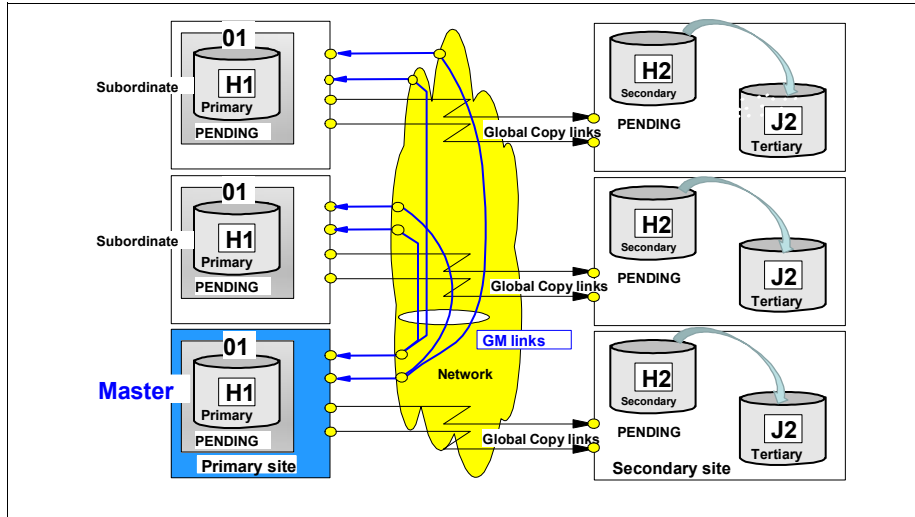 01
H1
Primary
PENDING
Subordinate
H2
Secondary
PENDING
J2
Tertiary
Global Copy links
01
H1
Primary
PENDING
Subordinate
H2
Secondary
PENDING
J2
Tertiary
Global Copy links
GM links
Network
01
H1
Primary
PENDING
Master
Primary site
H2
Secondary
PENDING
J2
Tertiary
Global Copy links
Secondary site